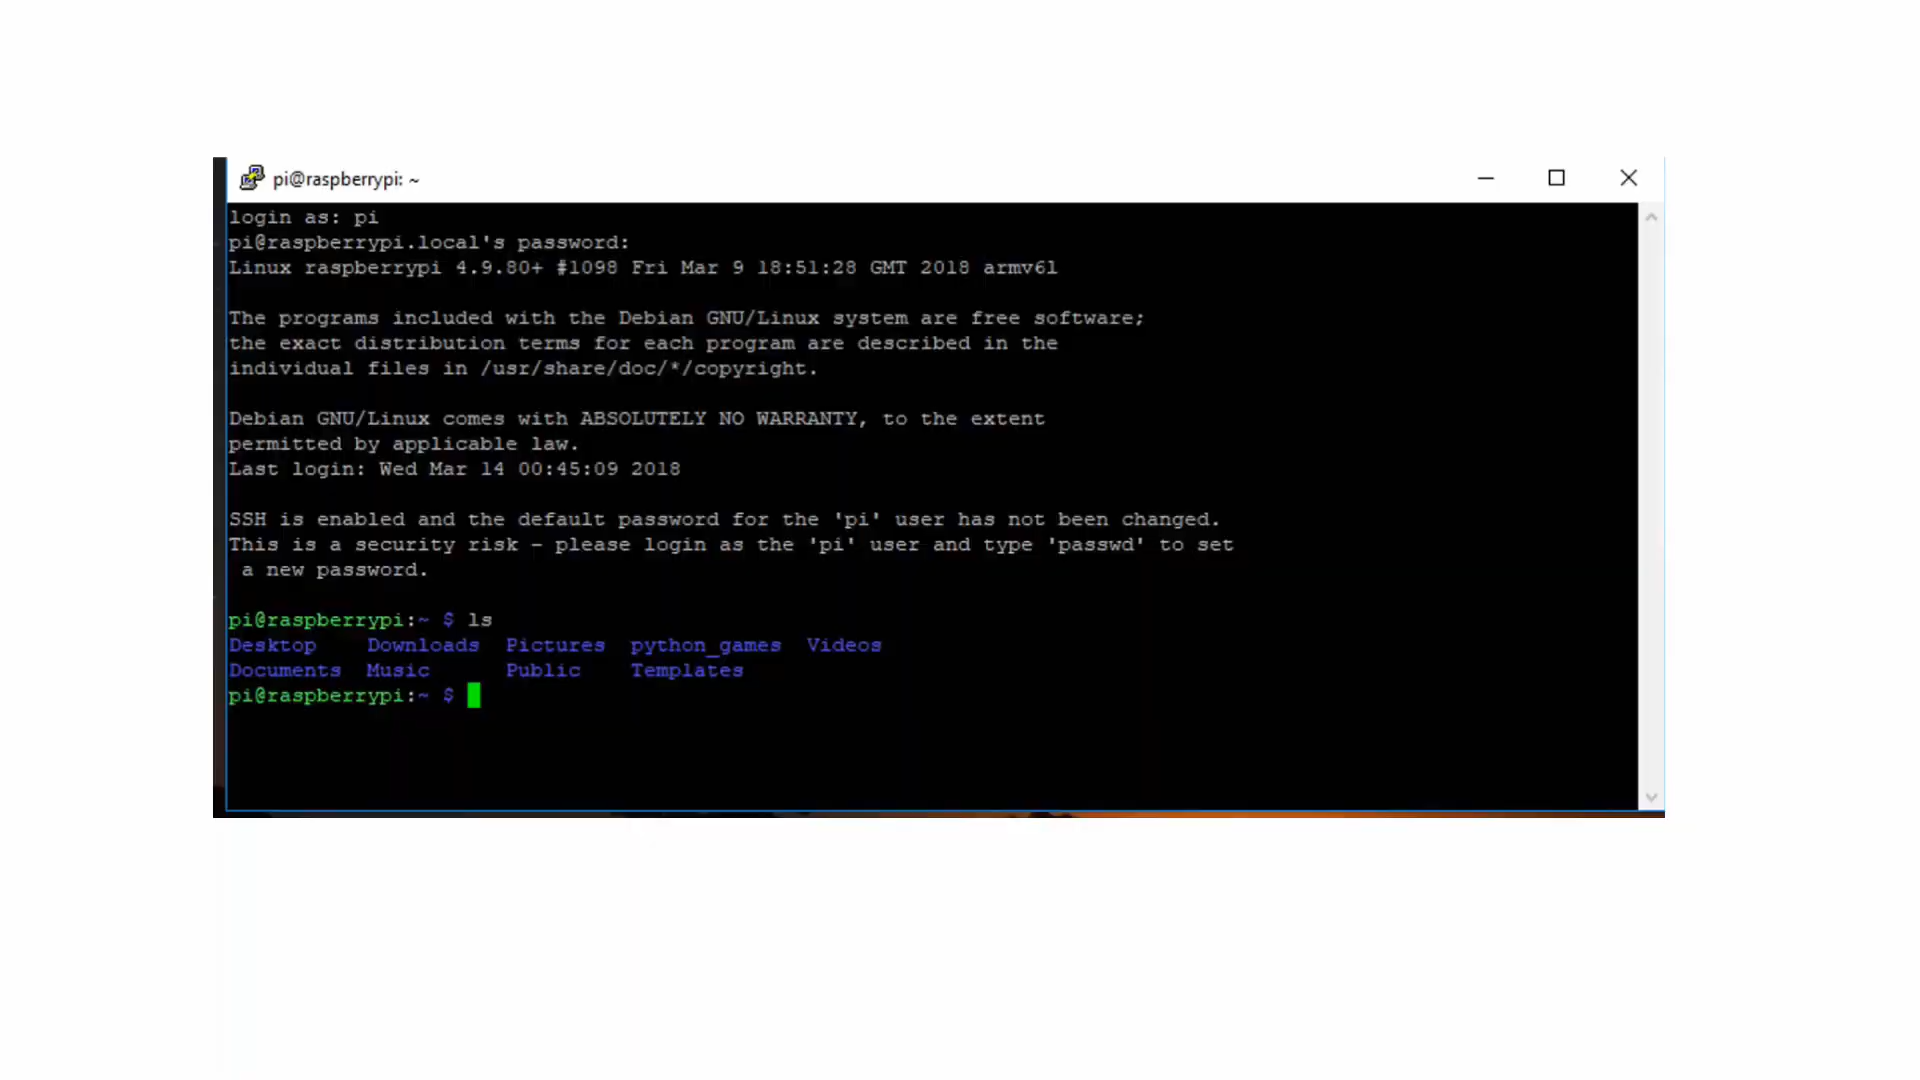 pi@raspberrypi: ~
login as: pi
pi@raspberrypi.local's password:
Linux raspberrypi 4.9.80+ #1098 Fri Mar 9 18:51:28 GMT 2018 armv6l
The programs included with the Debian GNU/Linux system are free software;
the exact distribution terms for each program are described in the
individual files in /usr/share/doc/*/copyright.
Debian GNU/Linux comes with ABSOLUTELY NO WARRANTY, to the extent
permitted by applicable law.
Last login: Wed Mar 14 00:45:09 2018
SSH is enabled and the default password for the 'pi' user has not been changed.
This is a security risk - please login as the 'pi' user and type 'passwd' to set
a new password.
pi@raspberrypi:~ $ ls
Desktop Downloads Pictures python_games Videos
Documents Music Public Templates
pi@raspberrypi:~ $